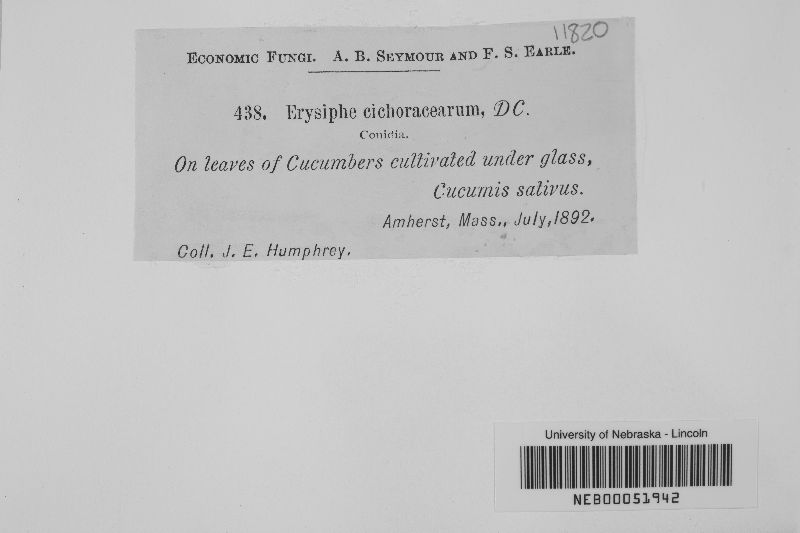 11820
Economic Fungi. A. B. Seymour and F. S. Earle.
438. Erysiphe cichoracearum, DC.
Conidia.
On leaves of Cucumbers cultivated under glass,
Cucumis sativus.
Amherst, Mass., July, 1892.
Coll. J. E. Humphrey.
University of Nebraska - Lincoln
NEB00051942